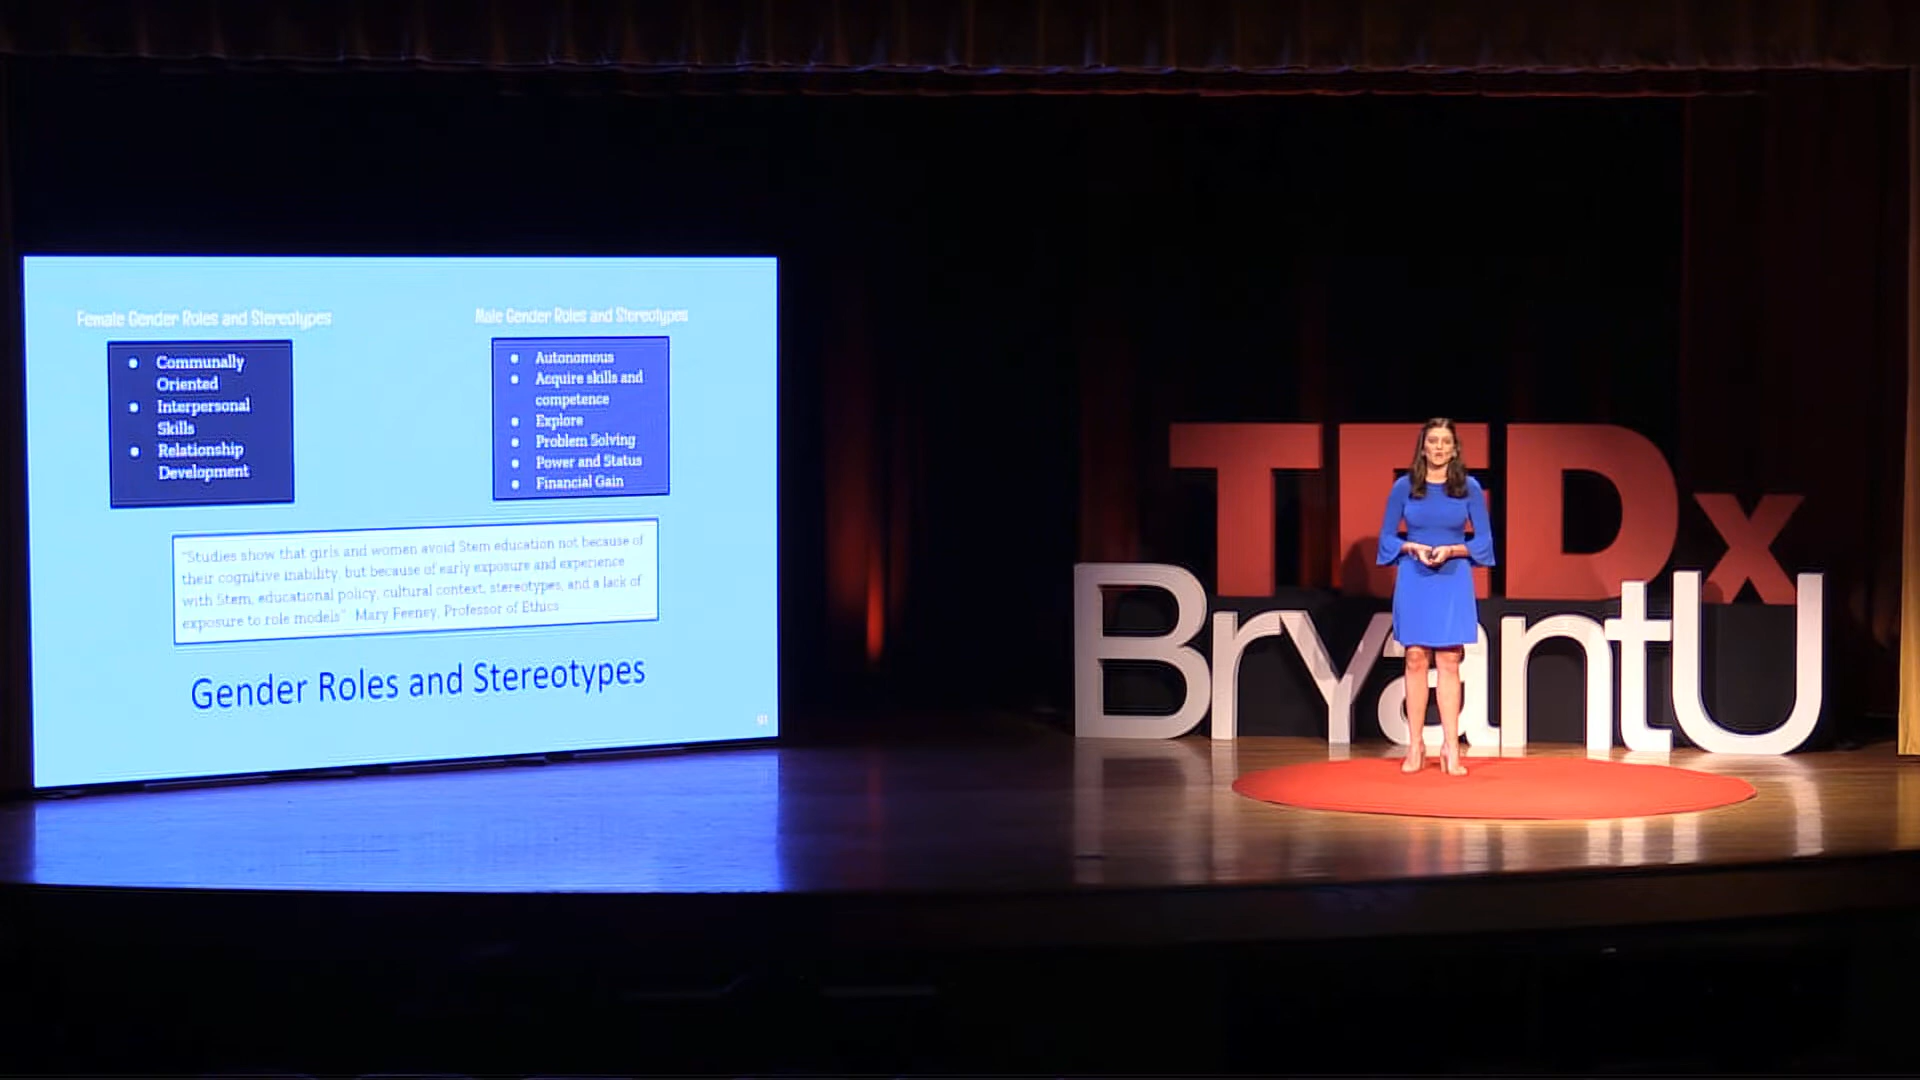 Female Gender Roles and Stereotypes
Communally
Oriented
Interpersonal
Skills
Relationship
Development
Male Gender Roles and Stereotypes
Autonomous
Acquire skills and
competence
Explore
Problem Solving
Power and Status
Financial Gain
"Studies show that girls and women avoid Stem education not because of
their cognitive inability, but because of early exposure and experience
with Stem, educational policy, cultural context, stereotypes, and a lack of
exposure to role models" Mary Feeney, Professor of Ethics
Gender Roles and Stereotypes
TEDx
BryantU